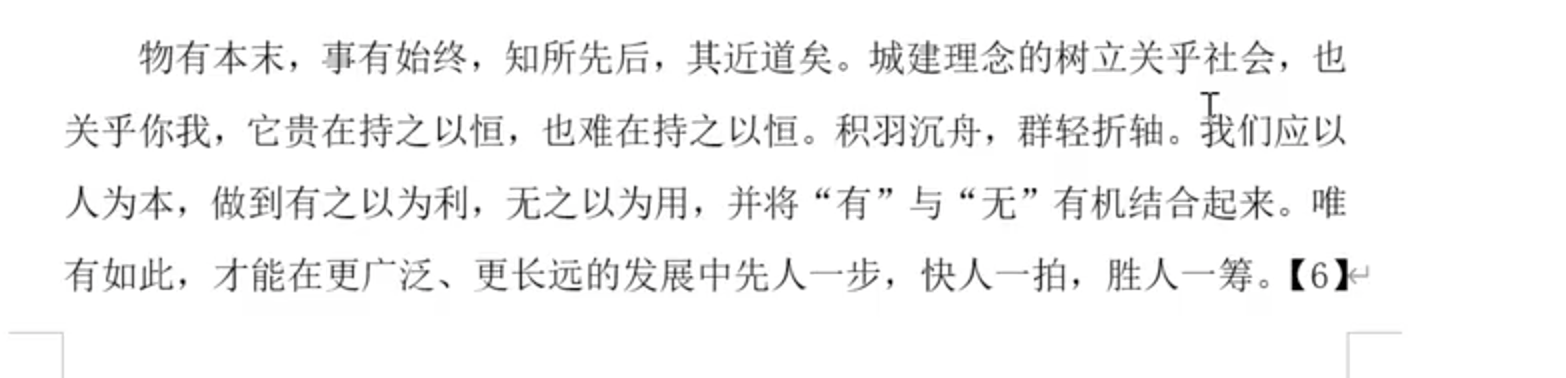 物有本末，事有始终，知所先后，其近道矣。城建理念的树立关乎社会，也
关乎你我，它贵在持之以恒，也难在持之以恒。积羽沉舟，群轻折轴。我们应以
人为本，做到有之以为利，无之以为用，并将“有”与“无”有机结合起来。唯
有如此，才能在更广泛、更长远的发展中先人一步，快人一拍，胜人一筹。【6】